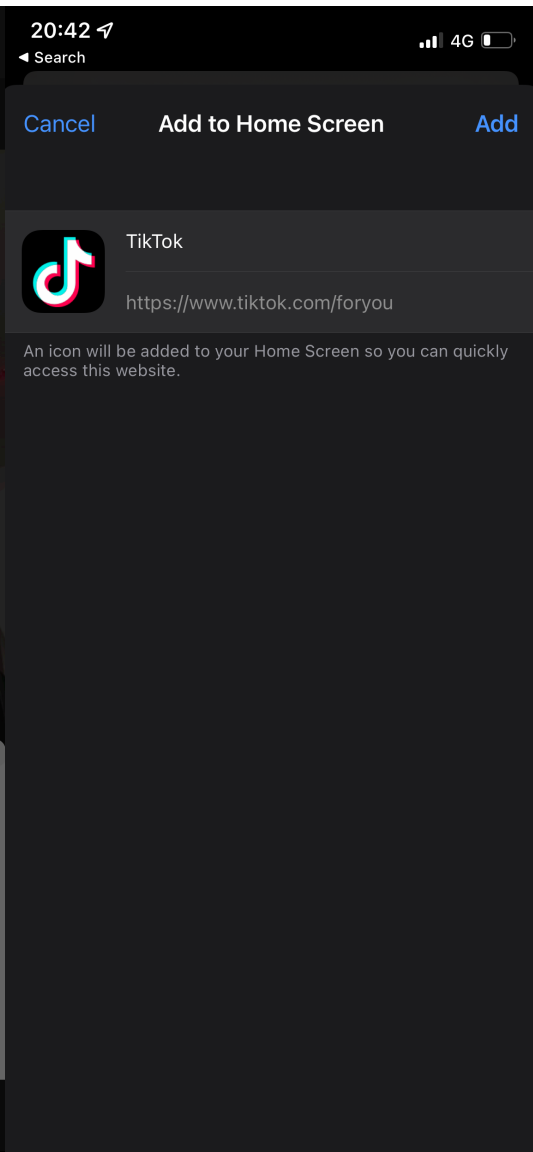 20:42
4G
◀ Search
Cancel
Add to Home Screen
Add
TikTok
https://www.tiktok.com/foryou
An icon will be added to your Home Screen so you can quickly
access this website.